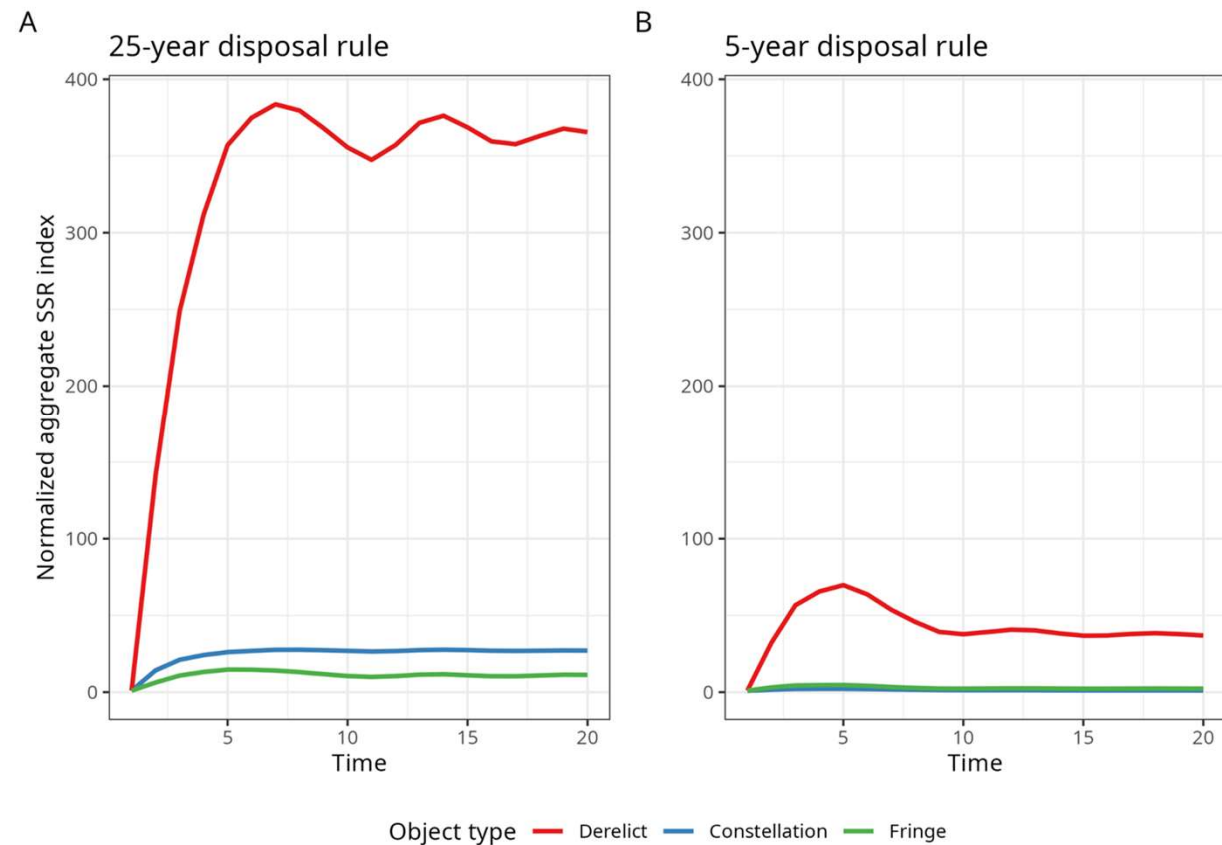 A
25-year disposal rule
Normalized aggregate SSR index
400
300
200
100
0
5
10
15
20
Time
B
5-year disposal rule
400
300
200
100
0
5
10
15
20
Time
Object type Derelict Constellation Fringe